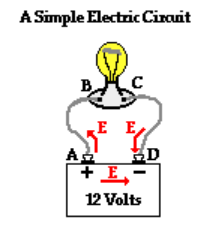 A Simple Electric Circuit
B C
E E
A D
+ E −
12 Volts